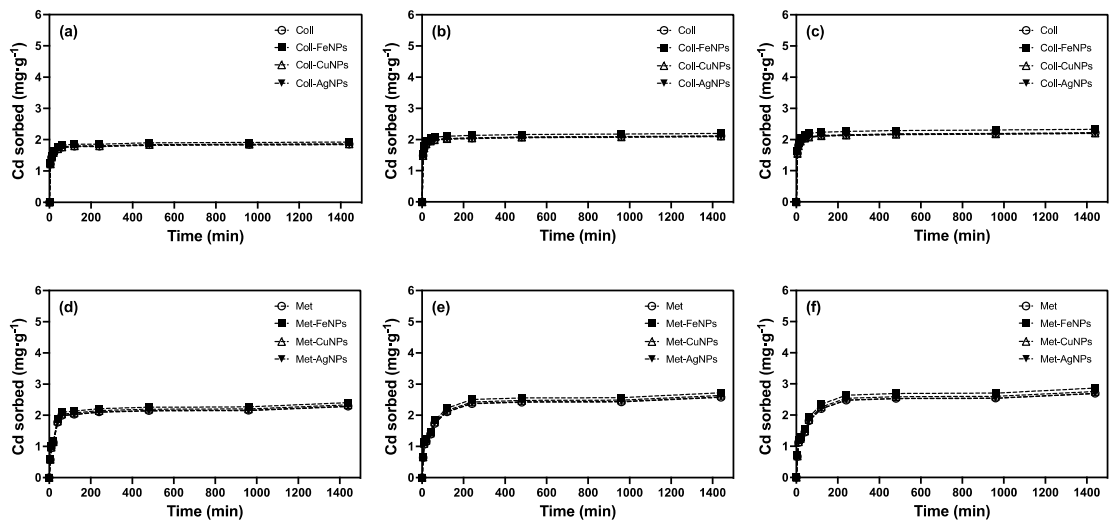 (a)
Coll
Coll-FeNPs
Coll-CuNPs
Coll-AgNPs
Cd sorbed (mg·g⁻¹)
6
5
4
3
2
1
0
0 200 400 600 800 1000 1200 1400
Time (min)
(b)
Coll
Coll-FeNPs
Coll-CuNPs
Coll-AgNPs
Cd sorbed (mg·g⁻¹)
6
5
4
3
2
1
0
0 200 400 600 800 1000 1200 1400
Time (min)
(c)
Coll
Coll-FeNPs
Coll-CuNPs
Coll-AgNPs
Cd sorbed (mg·g⁻¹)
6
5
4
3
2
1
0
0 200 400 600 800 1000 1200 1400
Time (min)
(d)
Met
Met-FeNPs
Met-CuNPs
Met-AgNPs
Cd sorbed (mg·g⁻¹)
6
5
4
3
2
1
0
0 200 400 600 800 1000 1200 1400
Time (min)
(e)
Met
Met-FeNPs
Met-CuNPs
Met-AgNPs
Cd sorbed (mg·g⁻¹)
6
5
4
3
2
1
0
0 200 400 600 800 1000 1200 1400
Time (min)
(f)
Met
Met-FeNPs
Met-CuNPs
Met-AgNPs
Cd sorbed (mg·g⁻¹)
6
5
4
3
2
1
0
0 200 400 600 800 1000 1200 1400
Time (min)